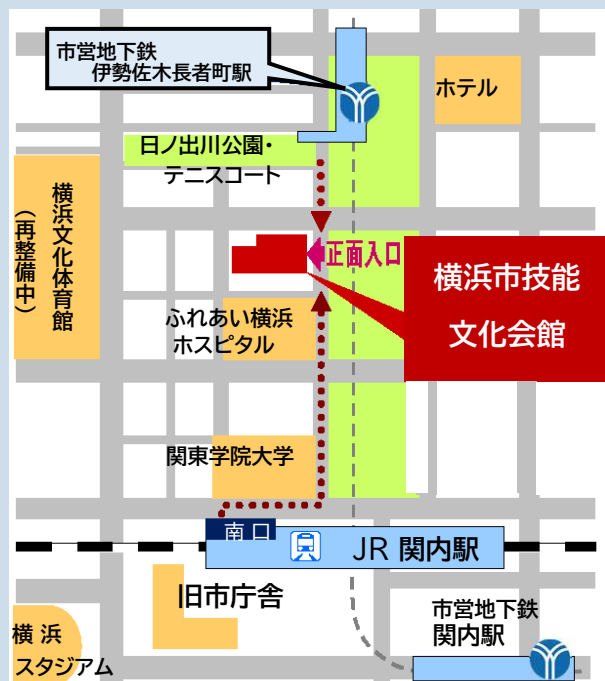 市営地下鉄
伊勢佐木長者町駅
ホテル
日ノ出川公園・
テニスコート
横浜文化体育館
(再整備中)
正面入口
横浜市技能
文化会館
ふれあい横浜
ホスピタル
関東学院大学
南口
JR 関内駅
旧市庁舎
市営地下鉄
関内駅
横浜
スタジアム